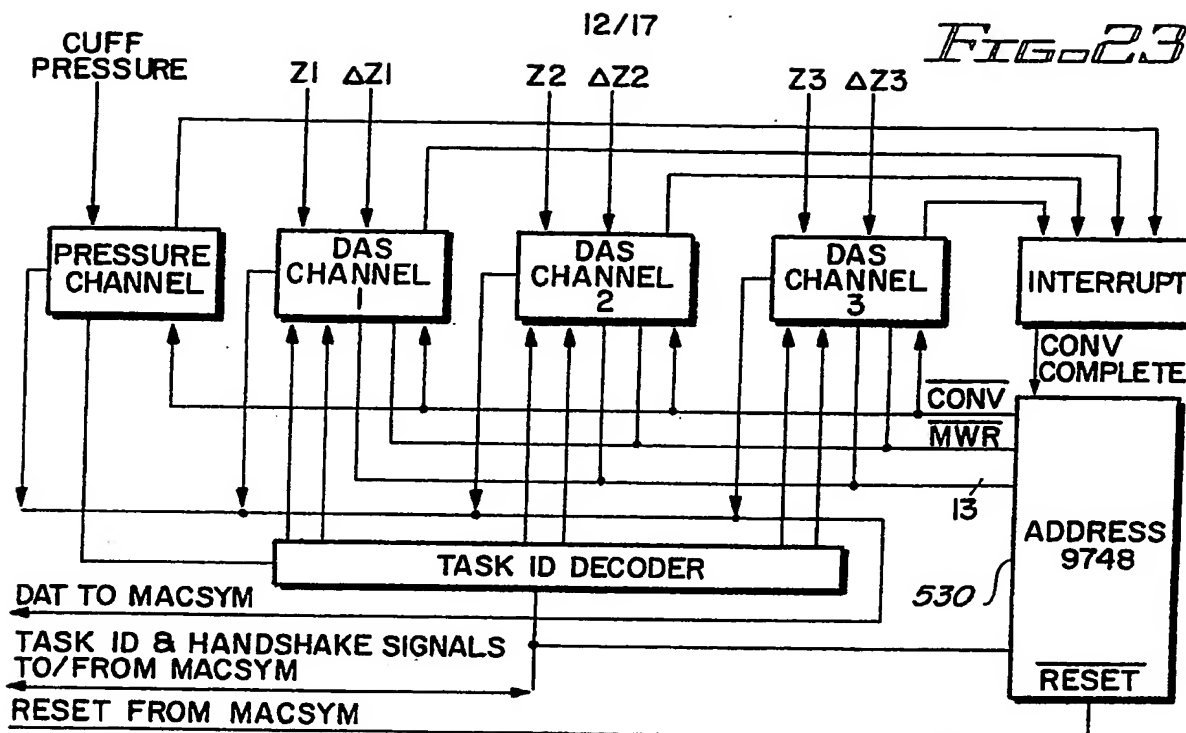 12/17
FIG-23
CUFF
PRESSURE
Z1 ΔZ1
Z2 ΔZ2
Z3 ΔZ3
PRESSURE
CHANNEL
DAS
CHANNEL
1
DAS
CHANNEL
2
DAS
CHANNEL
3
INTERRUPT
CONV
COMPLETE
CONV
MWR
13
ADDRESS
9748
530
RESET
TASK ID DECODER
DAT TO MACSYM
TASK ID & HANDSHAKE SIGNALS
TO/FROM MACSYM
RESET FROM MACSYM